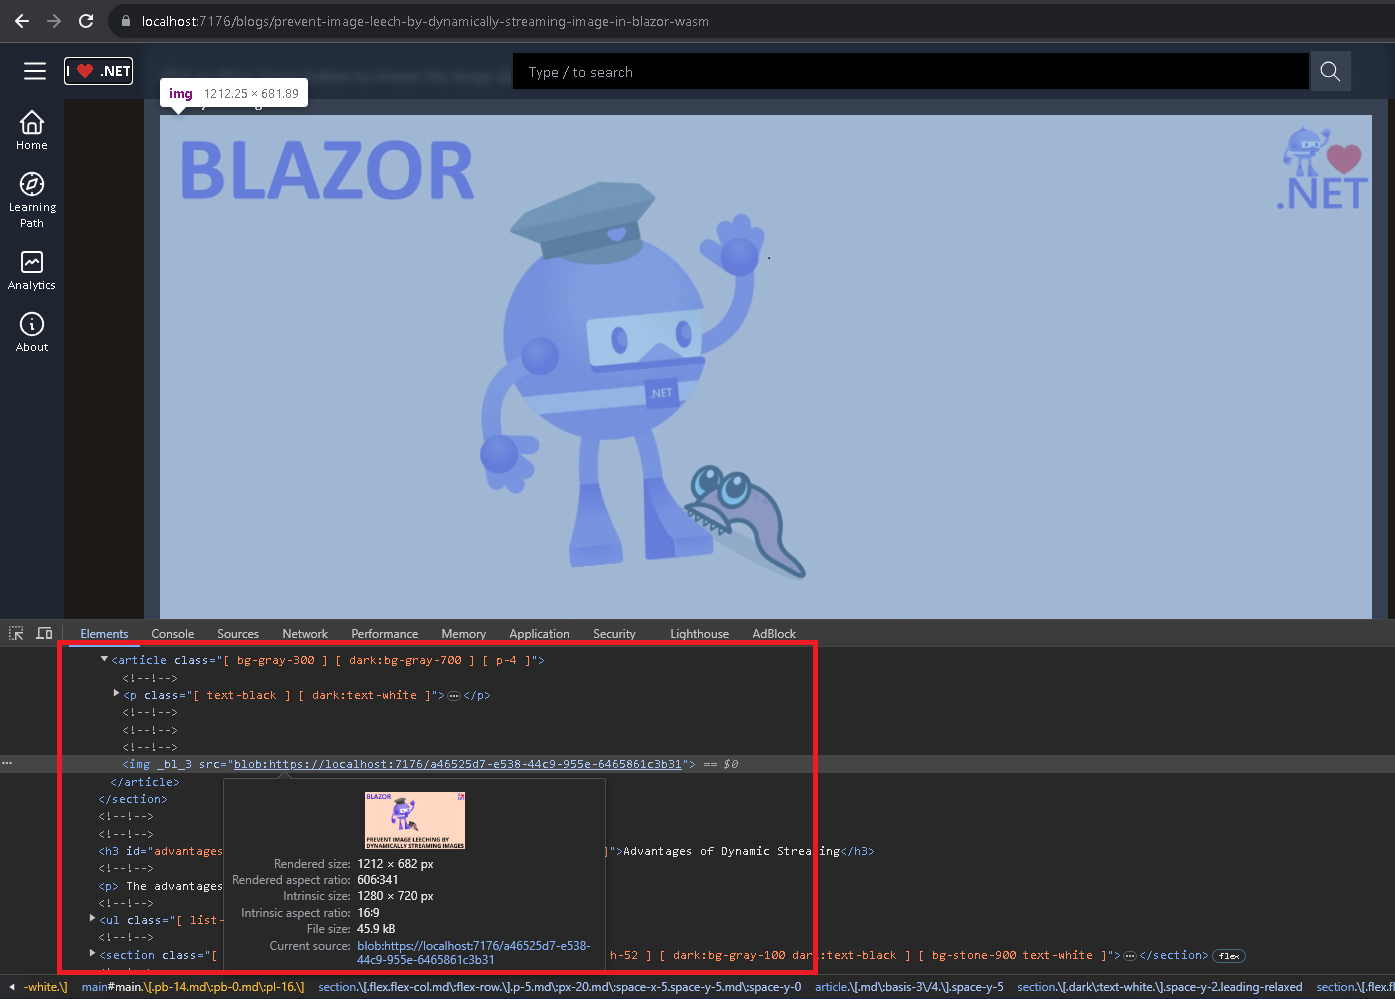 localhost:7176/blogs/prevent-image-leech-by-dynamically-streaming-image-in-blazor-wasm
I ❤ .NET
Type / to search
img 1212.25 × 681.89
Home
Learning
Path
Analytics
About
BLAZOR
.NET
.NET
Elements Console Sources Network Performance Memory Application Security Lighthouse AdBlock
<article class="[ bg-gray-300 ] [ dark:bg-gray-700 ] [ p-4 ]">
<!--!-->
<p class="[ text-black ] [ dark:text-white ]">…</p>
<!--!-->
<!--!-->
<!--!-->
<img _bl_3 src="blob:https://localhost:7176/a46525d7-e538-44c9-955e-6465861c3b31"> == $0
</article>
</section>
<!--!-->
<!--!-->
<h3 id="advantages ]">Advantages of Dynamic Streaming</h3>
<!--!-->
<p> The advantages
<!--!-->
<ul class="[ list-
<!--!-->
<section class="[ h-52 ] [ dark:bg-gray-100 dark:text-black ] [ bg-stone-900 text-white ]">…</section> flex
BLAZOR
PREVENT IMAGE LEECHING BY
DYNAMICALLY STREAMING IMAGES
Rendered size: 1212 × 682 px
Rendered aspect ratio: 606:341
Intrinsic size: 1280 × 720 px
Intrinsic aspect ratio: 16:9
File size: 45.9 kB
Current source: blob:https://localhost:7176/a46525d7-e538-
44c9-955e-6465861c3b31
-white.\] main#main.\[.pb-14.md\:pb-0.md\:pl-16.\] section.\[.flex.flex-col.md\:flex-row.\].p-5.md\:px-20.md\:space-x-5.space-y-5.md\:space-y-0 article.\[.md\:basis-3\/4.\].space-y-5 section.\[.dark\:text-white.\].space-y-2.leading-relaxed section.\[.flex.f